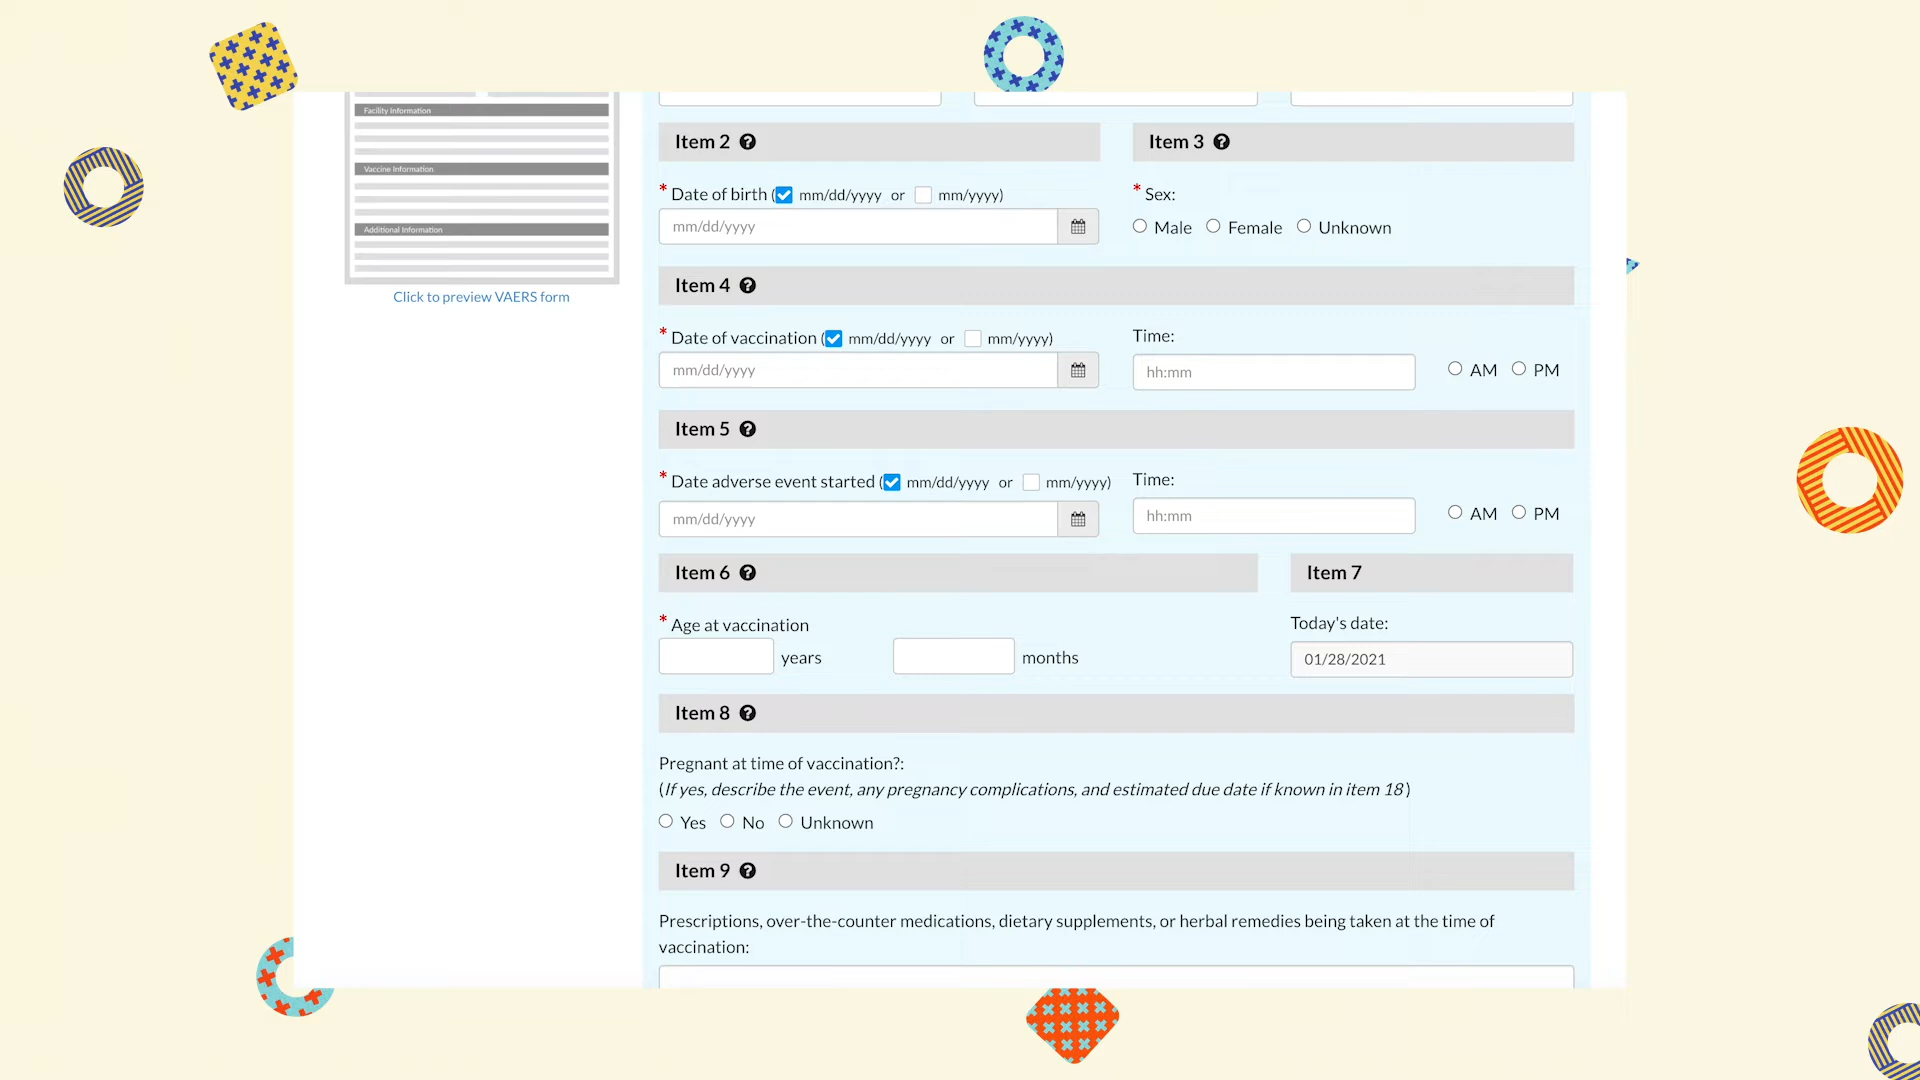 Facility Information
Vaccine Information
Additional Information
Click to preview VAERS form
Item 2
Item 3
* Date of birth ( mm/dd/yyyy or mm/yyyy)
* Sex:
mm/dd/yyyy
Male Female Unknown
Item 4
* Date of vaccination ( mm/dd/yyyy or mm/yyyy)
Time:
mm/dd/yyyy
hh:mm
AM PM
Item 5
* Date adverse event started ( mm/dd/yyyy or mm/yyyy)
Time:
mm/dd/yyyy
hh:mm
AM PM
Item 6
Item 7
* Age at vaccination
Today's date:
years months
01/28/2021
Item 8
Pregnant at time of vaccination?:
(If yes, describe the event, any pregnancy complications, and estimated due date if known in item 18)
Yes No Unknown
Item 9
Prescriptions, over-the-counter medications, dietary supplements, or herbal remedies being taken at the time of
vaccination: